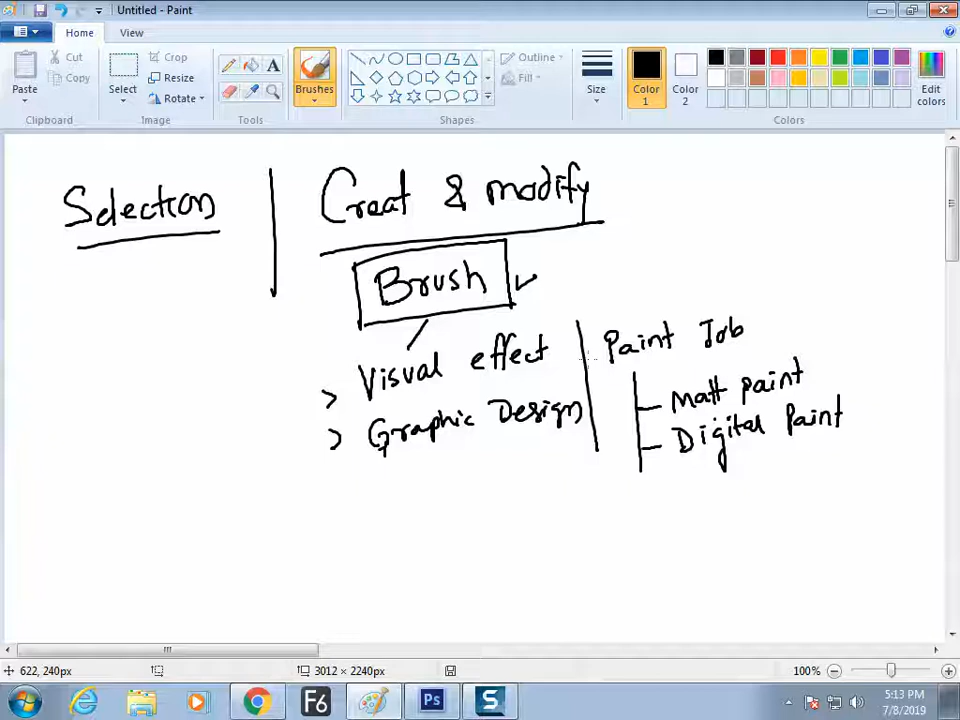 Untitled - Paint
Home View
Paste
Cut
Copy
Clipboard
Select
Crop
Resize
Rotate
Image
Tools
Brushes
Shapes
Outline
Fill
Size
Color 1
Color 2
Colors
Edit colors
Selection
Creat & modify
Brush
Visual effect
Graphic Design
Paint Job
Matt paint
Digital Paint
622, 240px
3012 × 2240px
100%
F6
Ps
S
5:13 PM
7/8/2019